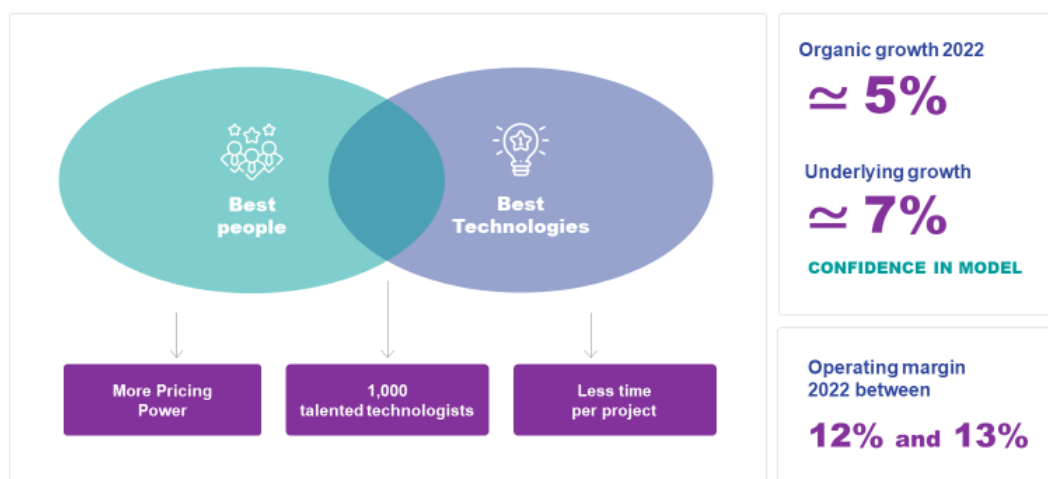 Best
people
1
Best
Technologies
More Pricing
Power
1,000
talented technologists
Less time
per project
Organic growth 2022
≃ 5%
Underlying growth
≃ 7%
CONFIDENCE IN MODEL
Operating margin
2022 between
12% and 13%